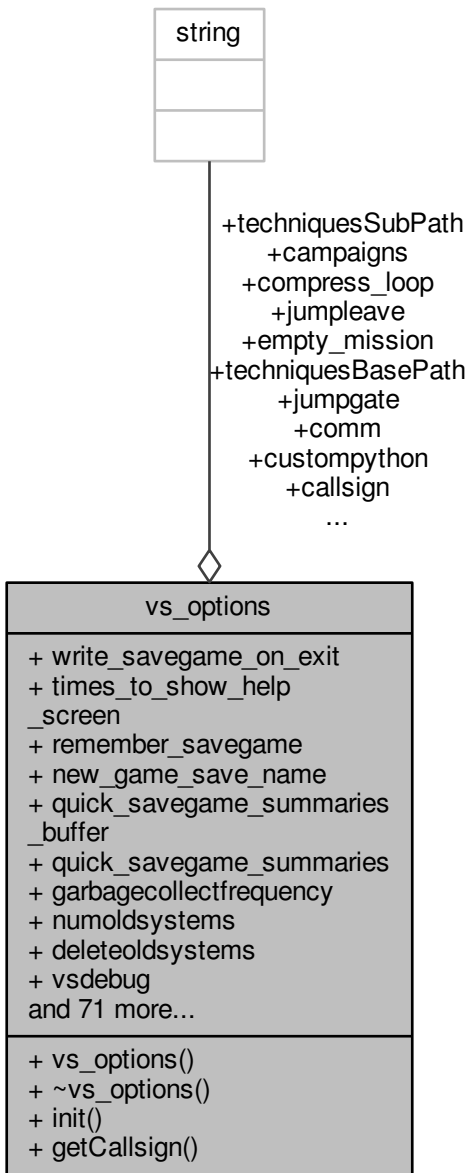 string
+techniquesSubPath
+campaigns
+compress_loop
+jumpleave
+empty_mission
+techniquesBasePath
+jumpgate
+comm
+custompython
+callsign
...
vs_options
+ write_savegame_on_exit
+ times_to_show_help
_screen
+ remember_savegame
+ new_game_save_name
+ quick_savegame_summaries
_buffer
+ quick_savegame_summaries
+ garbagecollectfrequency
+ numoldsystems
+ deleteoldsystems
+ vsdebug
and 71 more...
+ vs_options()
+ ~vs_options()
+ init()
+ getCallsign()